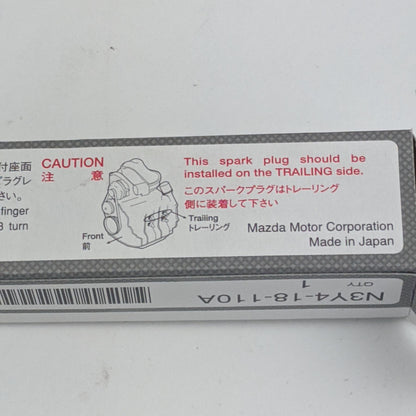 付座面
プラグレ
さい。
finger
3 turn
CAUTION
注 意
Front
前
Trailing
トレーリング
This spark plug should be
installed on the TRAILING side.
このスパークプラグはトレーリング
側に装着して下さい
Mazda Motor Corporation
Made in Japan
N3Y4-18-110A
QTY 1